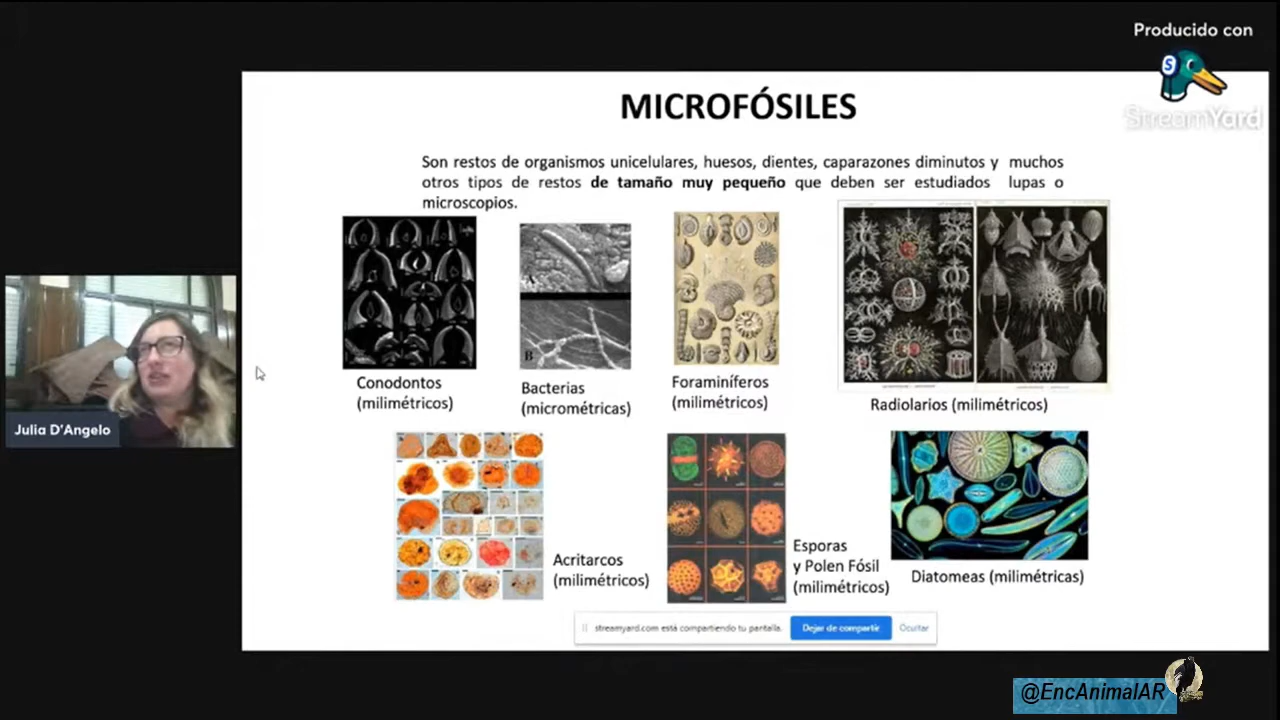 Producido con
StreamYard
MICROFÓSILES
Son restos de organismos unicelulares, huesos, dientes, caparazones diminutos y muchos
otros tipos de restos de tamaño muy pequeño que deben ser estudiados lupas o
microscopios.
A
B
Conodontos
(milimétricos)
Bacterias
(micrométricas)
Foraminíferos
(milimétricos)
Radiolarios (milimétricos)
Julia D'Angelo
Acritarcos
(milimétricos)
Esporas
y Polen Fósil
(milimétricos)
Diatomeas (milimétricas)
streamyard.com está compartiendo tu pantalla.
Dejar de compartir
Ocultar
@EncAnimalAR